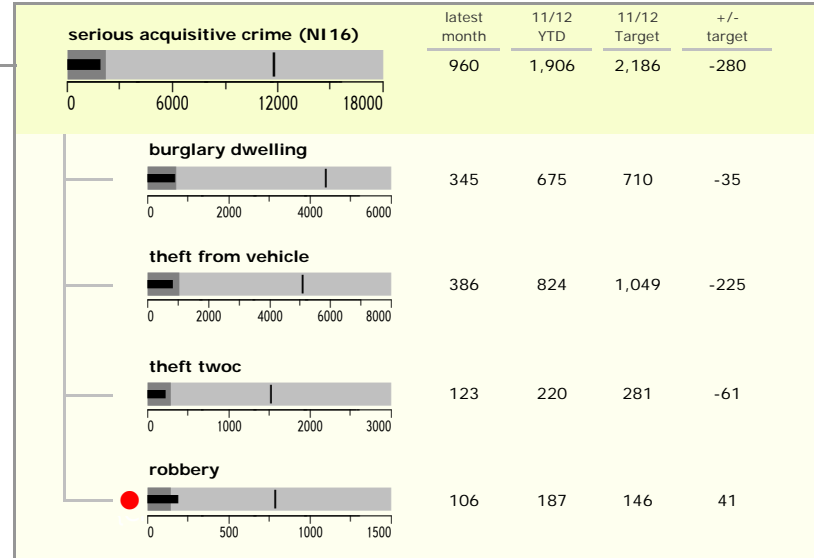 latest 11/12 11/12 +/-
serious acquisitive crime (NI16) month YTD Target target
960 1,906 2,186 -280
0 6000 12000 18000
burglary dwelling
345 675 710 -35
0 2000 4000 6000
theft from vehicle
386 824 1,049 -225
0 2000 4000 6000 8000
theft twoc
123 220 281 -61
0 1000 2000 3000
robbery
106 187 146 41
0 500 1000 1500